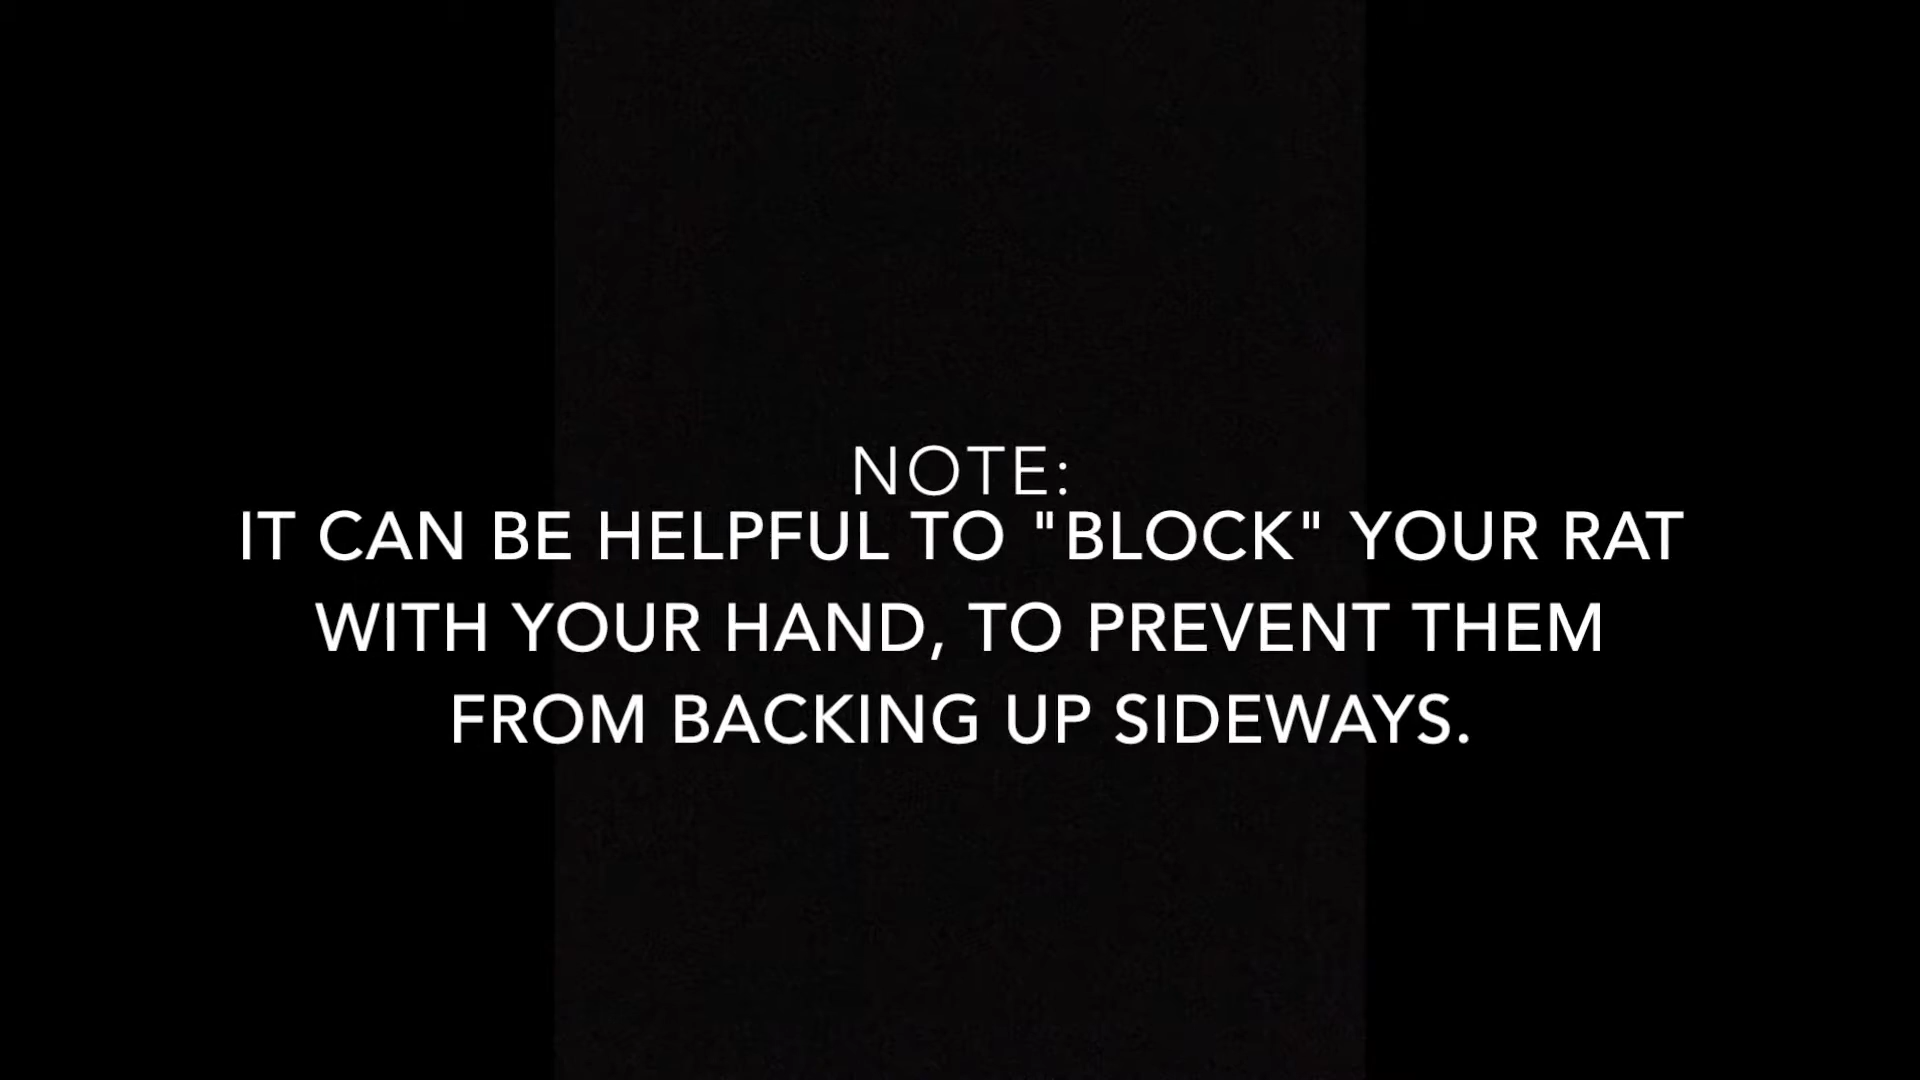 NOTE:
IT CAN BE HELPFUL TO "BLOCK" YOUR RAT
WITH YOUR HAND, TO PREVENT THEM
FROM BACKING UP SIDEWAYS.